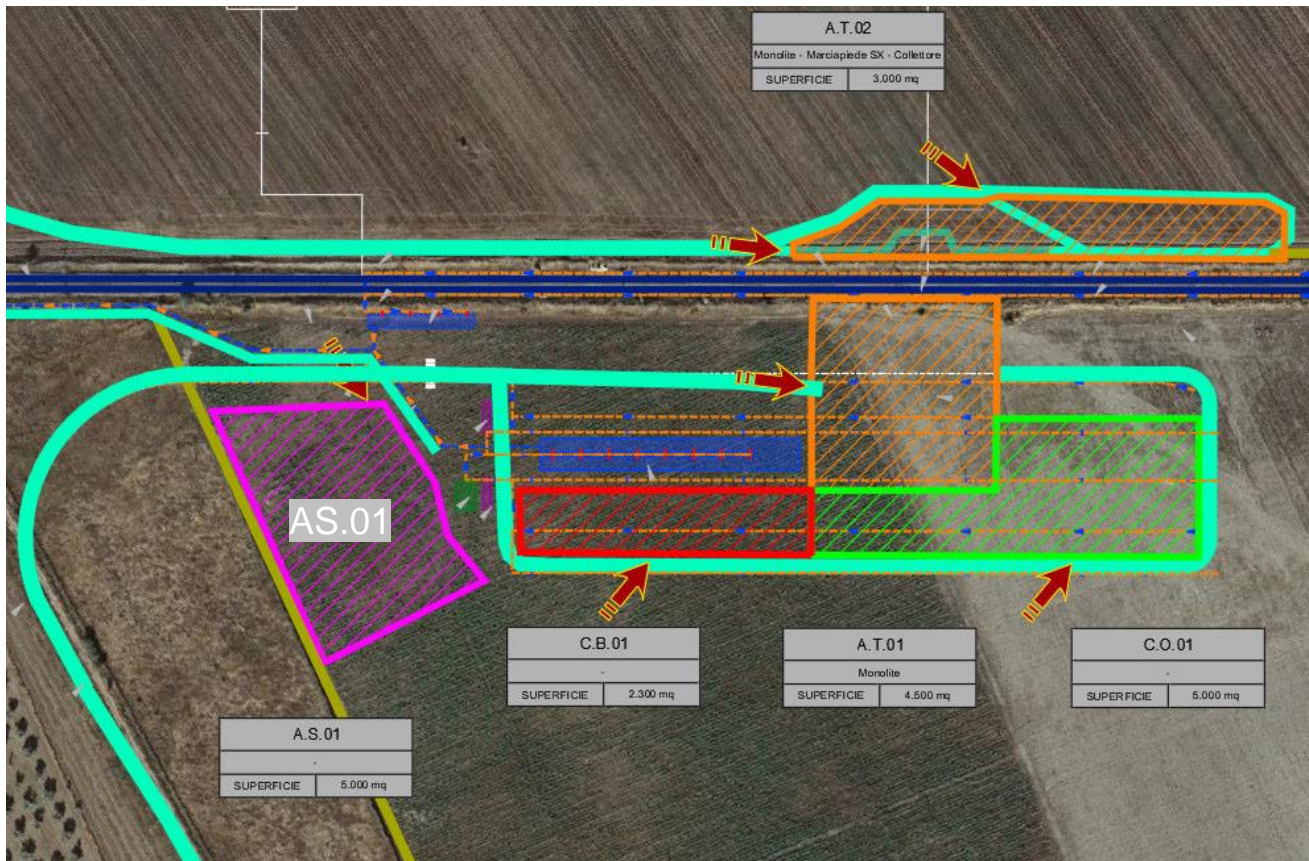 A.T.02
Monolite - Marciapiede SX - Collettore
SUPERFICIE 3.000 mq
AS.01
C.B.01
-
SUPERFICIE 2.300 mq
A.T.01
Monolite
SUPERFICIE 4.500 mq
C.O.01
-
SUPERFICIE 5.000 mq
A.S.01
-
SUPERFICIE 5.000 mq